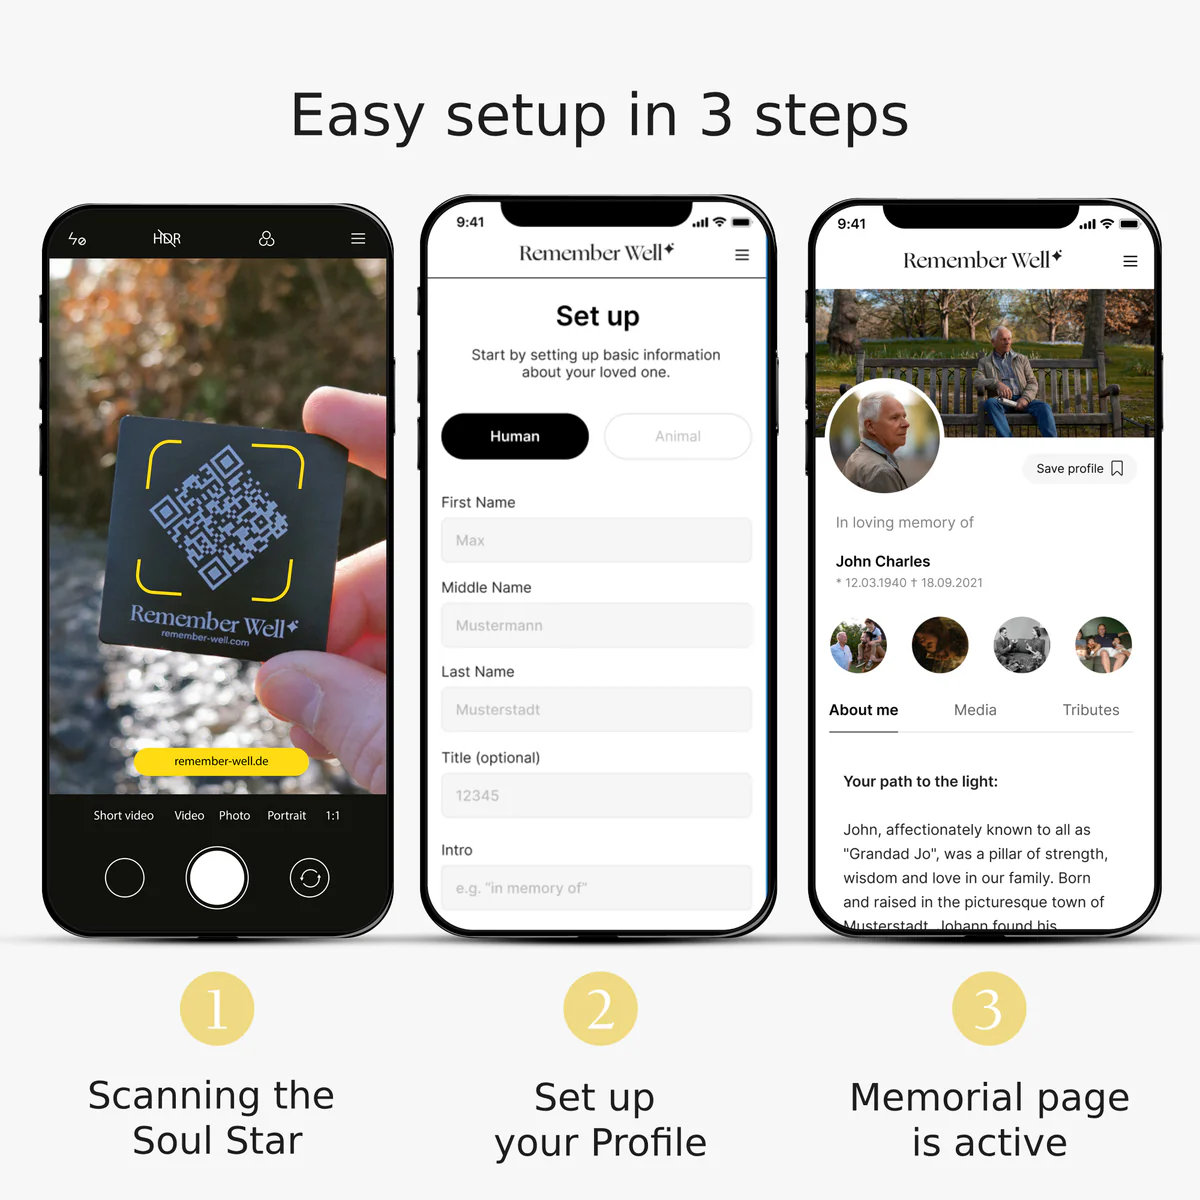 Easy setup in 3 steps
HDR
Remember Well
remember-well.com
remember-well.de
Short video Video Photo Portrait 1:1
9:41
Remember Well
Set up
Start by setting up basic information
about your loved one.
Human Animal
First Name
Max
Middle Name
Mustermann
Last Name
Musterstadt
Title (optional)
12345
Intro
e.g. "in memory of"
9:41
Remember Well
Save profile
In loving memory of
John Charles
* 12.03.1940 † 18.09.2021
About me Media Tributes
Your path to the light:
John, affectionately known to all as
"Grandad Jo", was a pillar of strength,
wisdom and love in our family. Born
and raised in the picturesque town of
Musterstadt, Johann found his
1
Scanning the
Soul Star
2
Set up
your Profile
3
Memorial page
is active